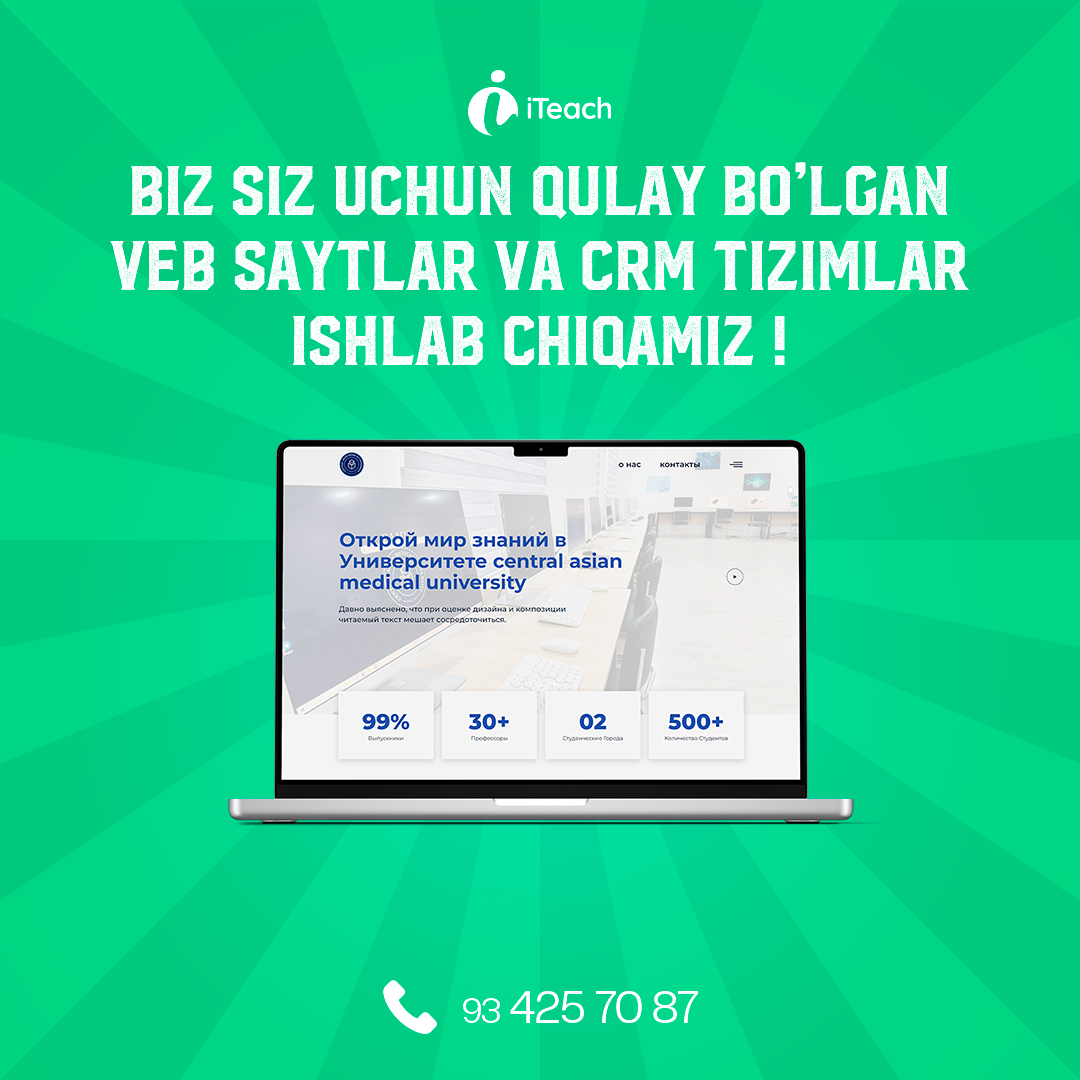 iTeach
BIZ SIZ UCHUN QULAY BO'LGAN
VEB SAYTLAR VA CRM TIZIMLAR
ISHLAB CHIQAMIZ !
о нас контакты
Открой мир знаний в
Университете central asian
medical university
Давно выяснено, что при оценке дизайна и композиции
читаемый текст мешает сосредоточиться.
99% 30+ 02 500+
Выпускники Профессоры Студенческие Города Количество Студентов
93 425 70 87